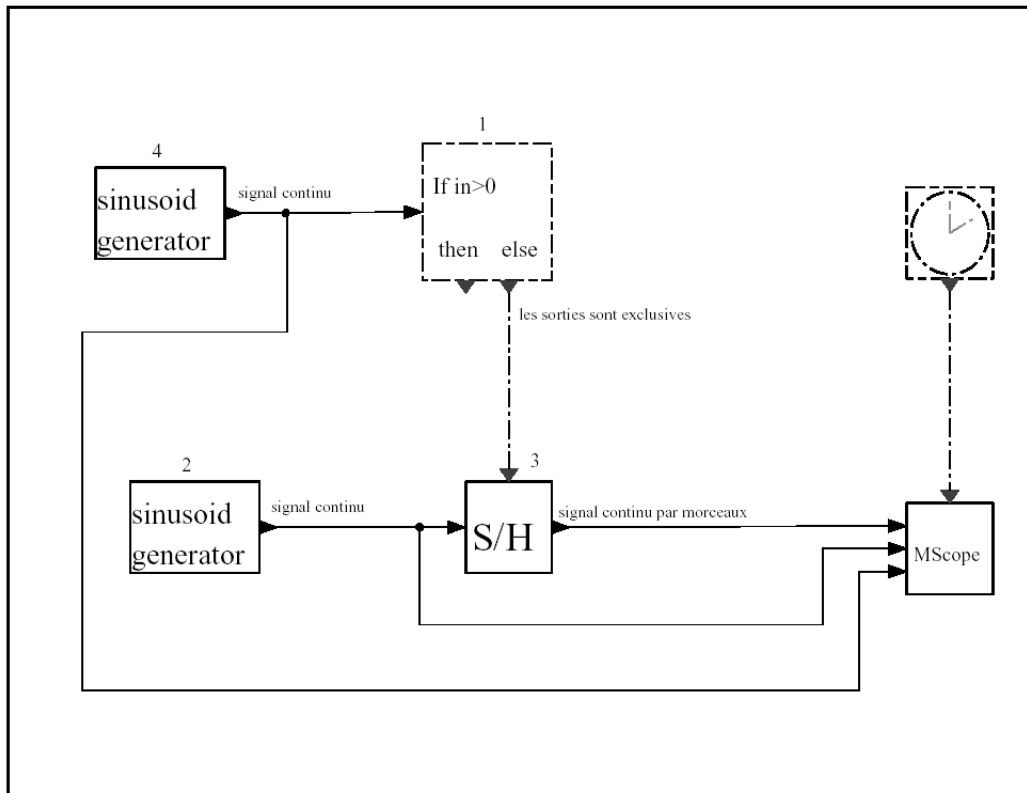 1
4
sinusoid
generator
signal continu
If in>0
then else
les sorties sont exclusives
2
sinusoid
generator
signal continu
3
S/H
signal continu par morceaux
MScope